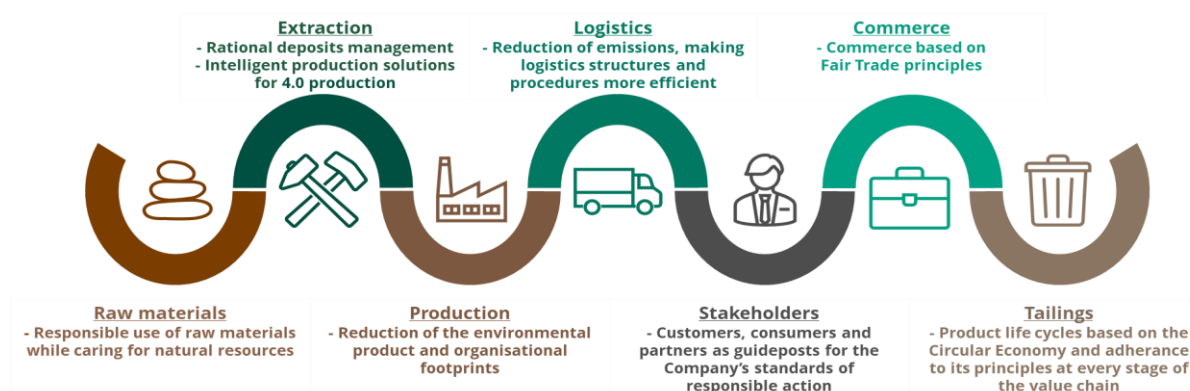 Extraction
- Rational deposits management
- Intelligent production solutions
for 4.0 production
Logistics
- Reduction of emissions, making
logistics structures and
procedures more efficient
Commerce
- Commerce based on
Fair Trade principles
Raw materials
- Responsible use of raw materials
while caring for natural resources
Production
- Reduction of the environmental
product and organisational
footprints
Stakeholders
- Customers, consumers and
partners as guideposts for the
Company's standards of
responsible action
Tailings
- Product life cycles based on the
Circular Economy and adherance
to its principles at every stage of
the value chain